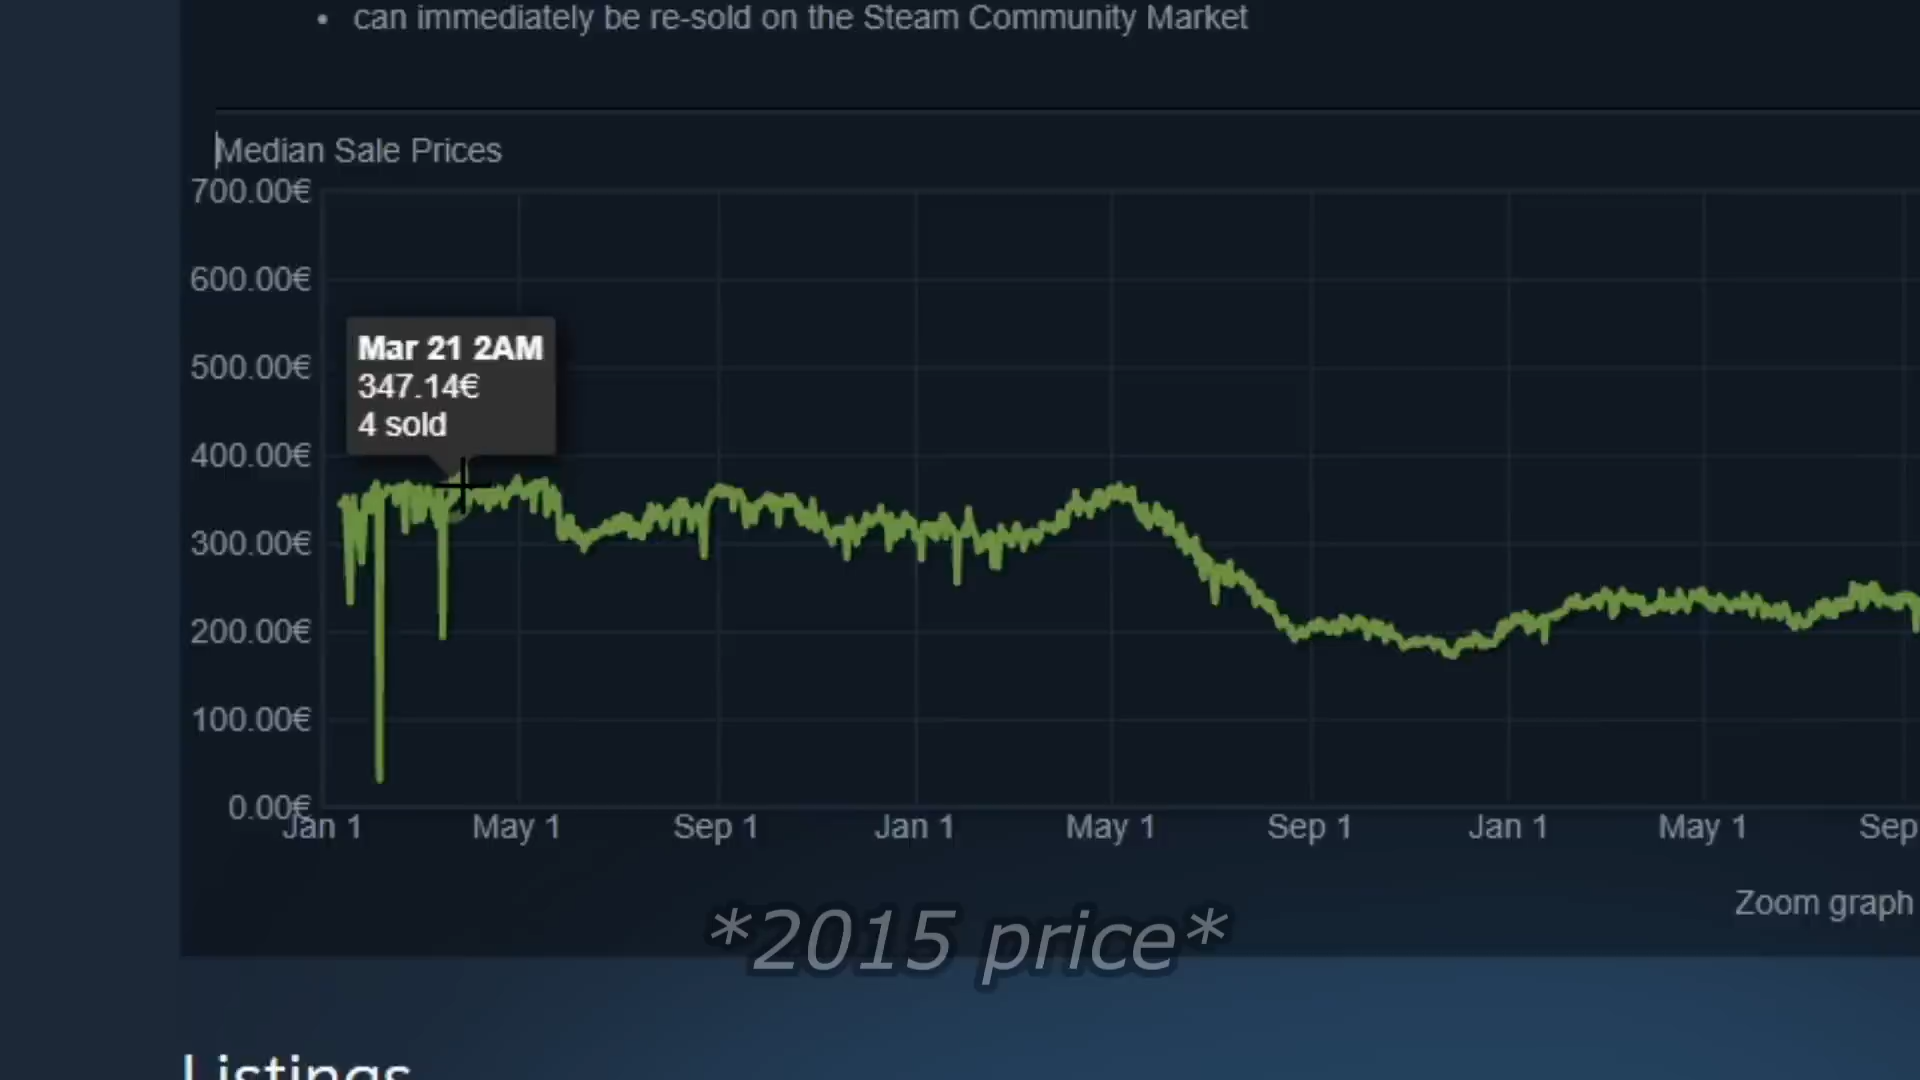 • can immediately be re-sold on the Steam Community Market
Median Sale Prices
700.00€
600.00€
Mar 21 2AM
347.14€
4 sold
500.00€
400.00€
300.00€
200.00€
100.00€
0.00€
Jan 1 May 1 Sep 1 Jan 1 May 1 Sep 1 Jan 1 May 1 Sep
Zoom graph
*2015 price*
Listings